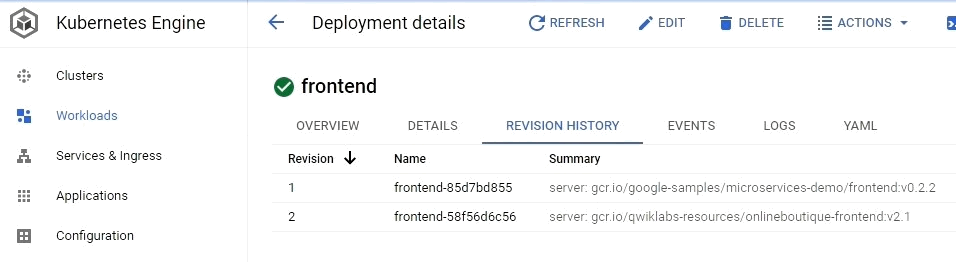 Kubernetes Engine
Deployment details
REFRESH
EDIT
DELETE
ACTIONS
Clusters
Workloads
Services & Ingress
Applications
Configuration
frontend
OVERVIEW DETAILS REVISION HISTORY EVENTS LOGS YAML
Revision Name Summary
1 frontend-85d7bd855 server: gcr.io/google-samples/microservices-demo/frontend:v0.2.2
2 frontend-58f56d6c56 server: gcr.io/qwiklabs-resources/onlineboutique-frontend:v2.1